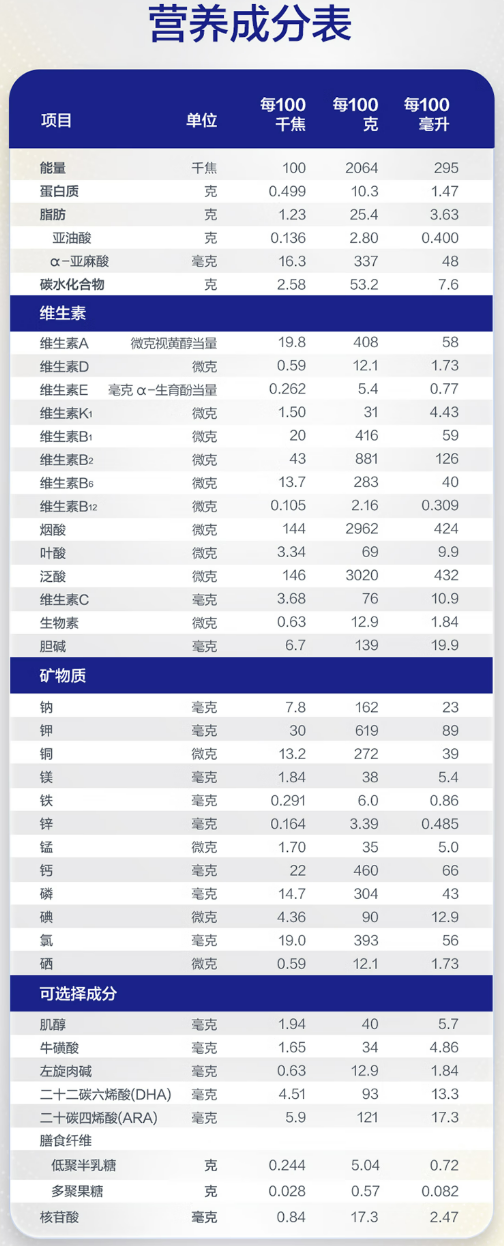 营养成分表
项目 单位 每100千焦 每100克 每100毫升
能量 千焦 100 2064 295
蛋白质 克 0.499 10.3 1.47
脂肪 克 1.23 25.4 3.63
亚油酸 克 0.136 2.80 0.400
α-亚麻酸 毫克 16.3 337 48
碳水化合物 克 2.58 53.2 7.6
维生素
维生素A 微克视黄醇当量 19.8 408 58
维生素D 微克 0.59 12.1 1.73
维生素E 毫克 α-生育酚当量 0.262 5.4 0.77
维生素K1 微克 1.50 31 4.43
维生素B1 微克 20 416 59
维生素B2 微克 43 881 126
维生素B6 微克 13.7 283 40
维生素B12 微克 0.105 2.16 0.309
烟酸 微克 144 2962 424
叶酸 微克 3.34 69 9.9
泛酸 微克 146 3020 432
维生素C 毫克 3.68 76 10.9
生物素 微克 0.63 12.9 1.84
胆碱 毫克 6.7 139 19.9
矿物质
钠 毫克 7.8 162 23
钾 毫克 30 619 89
铜 微克 13.2 272 39
镁 毫克 1.84 38 5.4
铁 毫克 0.291 6.0 0.86
锌 毫克 0.164 3.39 0.485
锰 微克 1.70 35 5.0
钙 毫克 22 460 66
磷 毫克 14.7 304 43
碘 微克 4.36 90 12.9
氯 毫克 19.0 393 56
硒 微克 0.59 12.1 1.73
可选择成分
肌醇 毫克 1.94 40 5.7
牛磺酸 毫克 1.65 34 4.86
左旋肉碱 毫克 0.63 12.9 1.84
二十二碳六烯酸(DHA) 毫克 4.51 93 13.3
二十碳四烯酸(ARA) 毫克 5.9 121 17.3
膳食纤维
低聚半乳糖 克 0.244 5.04 0.72
多聚果糖 克 0.028 0.57 0.082
核苷酸 毫克 0.84 17.3 2.47